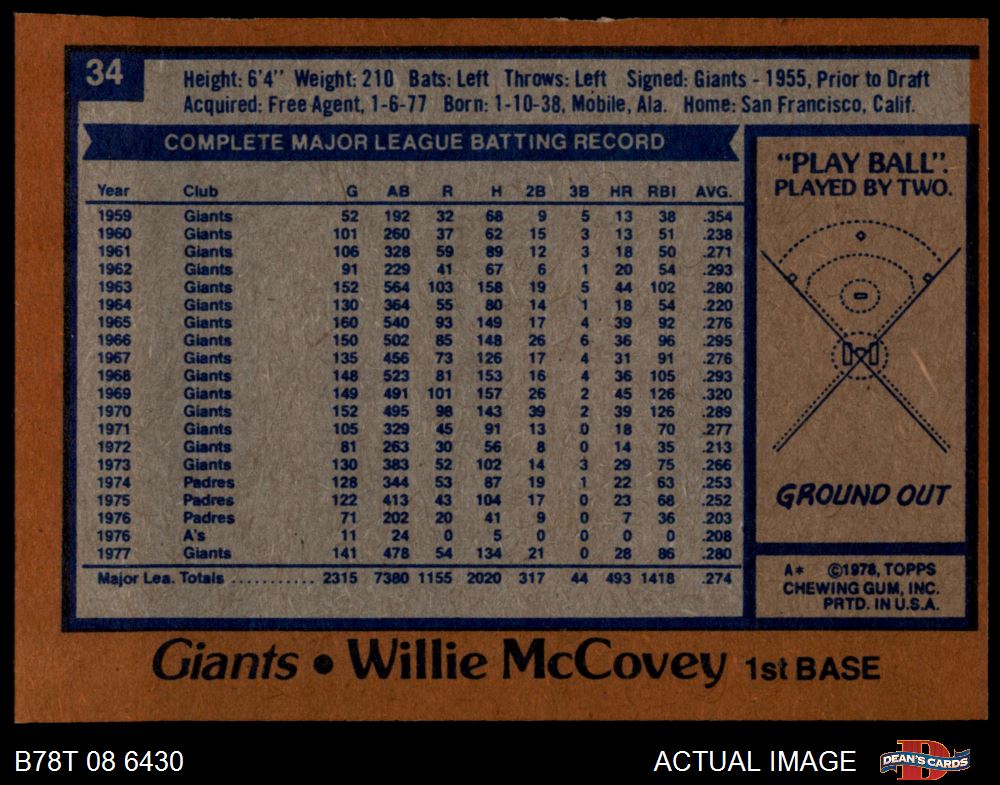 34
Height: 6'4" Weight: 210 Bats: Left Throws: Left Signed: Giants - 1955, Prior to Draft
Acquired: Free Agent, 1-6-77 Born: 1-10-38, Mobile, Ala. Home: San Francisco, Calif.
COMPLETE MAJOR LEAGUE BATTING RECORD
Year Club G AB R H 2B 3B HR RBI AVG.
1959 Giants 52 192 32 68 9 5 13 38 .354
1960 Giants 101 260 37 62 15 3 13 51 .238
1961 Giants 106 328 59 89 12 3 18 50 .271
1962 Giants 91 229 41 67 6 1 20 54 .293
1963 Giants 152 564 103 158 19 5 44 102 .280
1964 Giants 130 364 55 80 14 1 18 54 .220
1965 Giants 160 540 93 149 17 4 39 92 .276
1966 Giants 150 502 85 148 26 6 36 96 .295
1967 Giants 135 456 73 126 17 4 31 91 .276
1968 Giants 148 523 81 153 16 4 36 105 .293
1969 Giants 149 491 101 157 26 2 45 126 .320
1970 Giants 152 495 98 143 39 2 39 126 .289
1971 Giants 105 329 45 91 13 0 18 70 .277
1972 Giants 81 263 30 56 8 0 14 35 .213
1973 Giants 130 383 52 102 14 3 29 75 .266
1974 Padres 128 344 53 87 19 1 22 63 .253
1975 Padres 122 413 43 104 17 0 23 68 .252
1976 Padres 71 202 20 41 9 0 7 36 .203
1976 A's 11 24 0 5 0 0 0 0 .208
1977 Giants 141 478 54 134 21 0 28 86 .280
Major Lea. Totals ........... 2315 7380 1155 2020 317 44 493 1418 .274
"PLAY BALL".
PLAYED BY TWO.
GROUND OUT
A* ©1978, TOPPS
CHEWING GUM, INC.
PRTD. IN U.S.A.
Giants • Willie McCovey 1st BASE
B78T 08 6430
ACTUAL IMAGE
D
DEAN'S CARDS